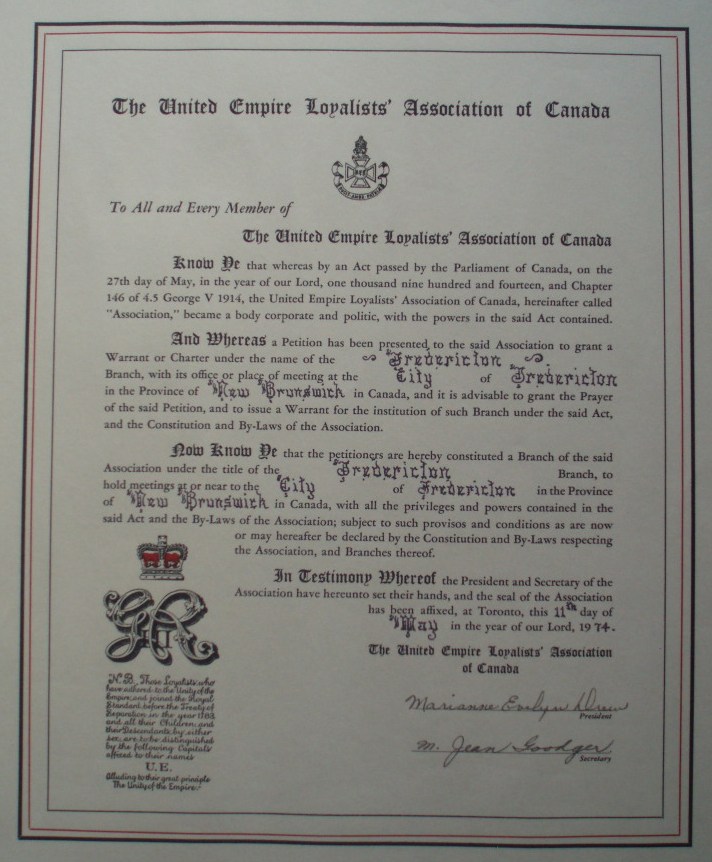 The United Empire Loyalists' Association of Canada
To All and Every Member of
The United Empire Loyalists' Association of Canada
Know Ye that whereas by an Act passed by the Parliament of Canada, on the
27th day of May, in the year of our Lord, one thousand nine hundred and fourteen, and Chapter
146 of 4.5 George V 1914, the United Empire Loyalists' Association of Canada, hereinafter called
"Association," became a body corporate and politic, with the powers in the said Act contained.
And Whereas a Petition has been presented to the said Association to grant a
Warrant or Charter under the name of the Fredericton
Branch, with its office or place of meeting at the City of Fredericton
in the Province of New Brunswick in Canada, and it is advisable to grant the Prayer
of the said Petition, and to issue a Warrant for the institution of such Branch under the said Act,
and the Constitution and By-Laws of the Association.
Now Know Ye that the petitioners are hereby constituted a Branch of the said
Association under the title of the Fredericton Branch, to
hold meetings at or near to the City of Fredericton in the Province
of New Brunswick in Canada, with all the privileges and powers contained in the
said Act and the By-Laws of the Association; subject to such provisos and conditions as are now
or may hereafter be declared by the Constitution and By-Laws respecting
the Association, and Branches thereof.
In Testimony Whereof the President and Secretary of the
Association have hereunto set their hands, and the seal of the Association
has been affixed, at Toronto, this 11th day of
May in the year of our Lord, 1974.
The United Empire Loyalists' Association
of Canada
Marianne Evelyn Drew
President
M. Jean Goodger
Secretary
N.B. Those Loyalists who
have adhered to the Unity of the
Empire, and joined the Royal
Standard before the Treaty of
Separation in the year 1783,
and all their Children and
their Descendants by either
sex, are to be distinguished
by the following Capitals
affixed to their names
U.E.
Alluding to their great principle
The Unity of the Empire.